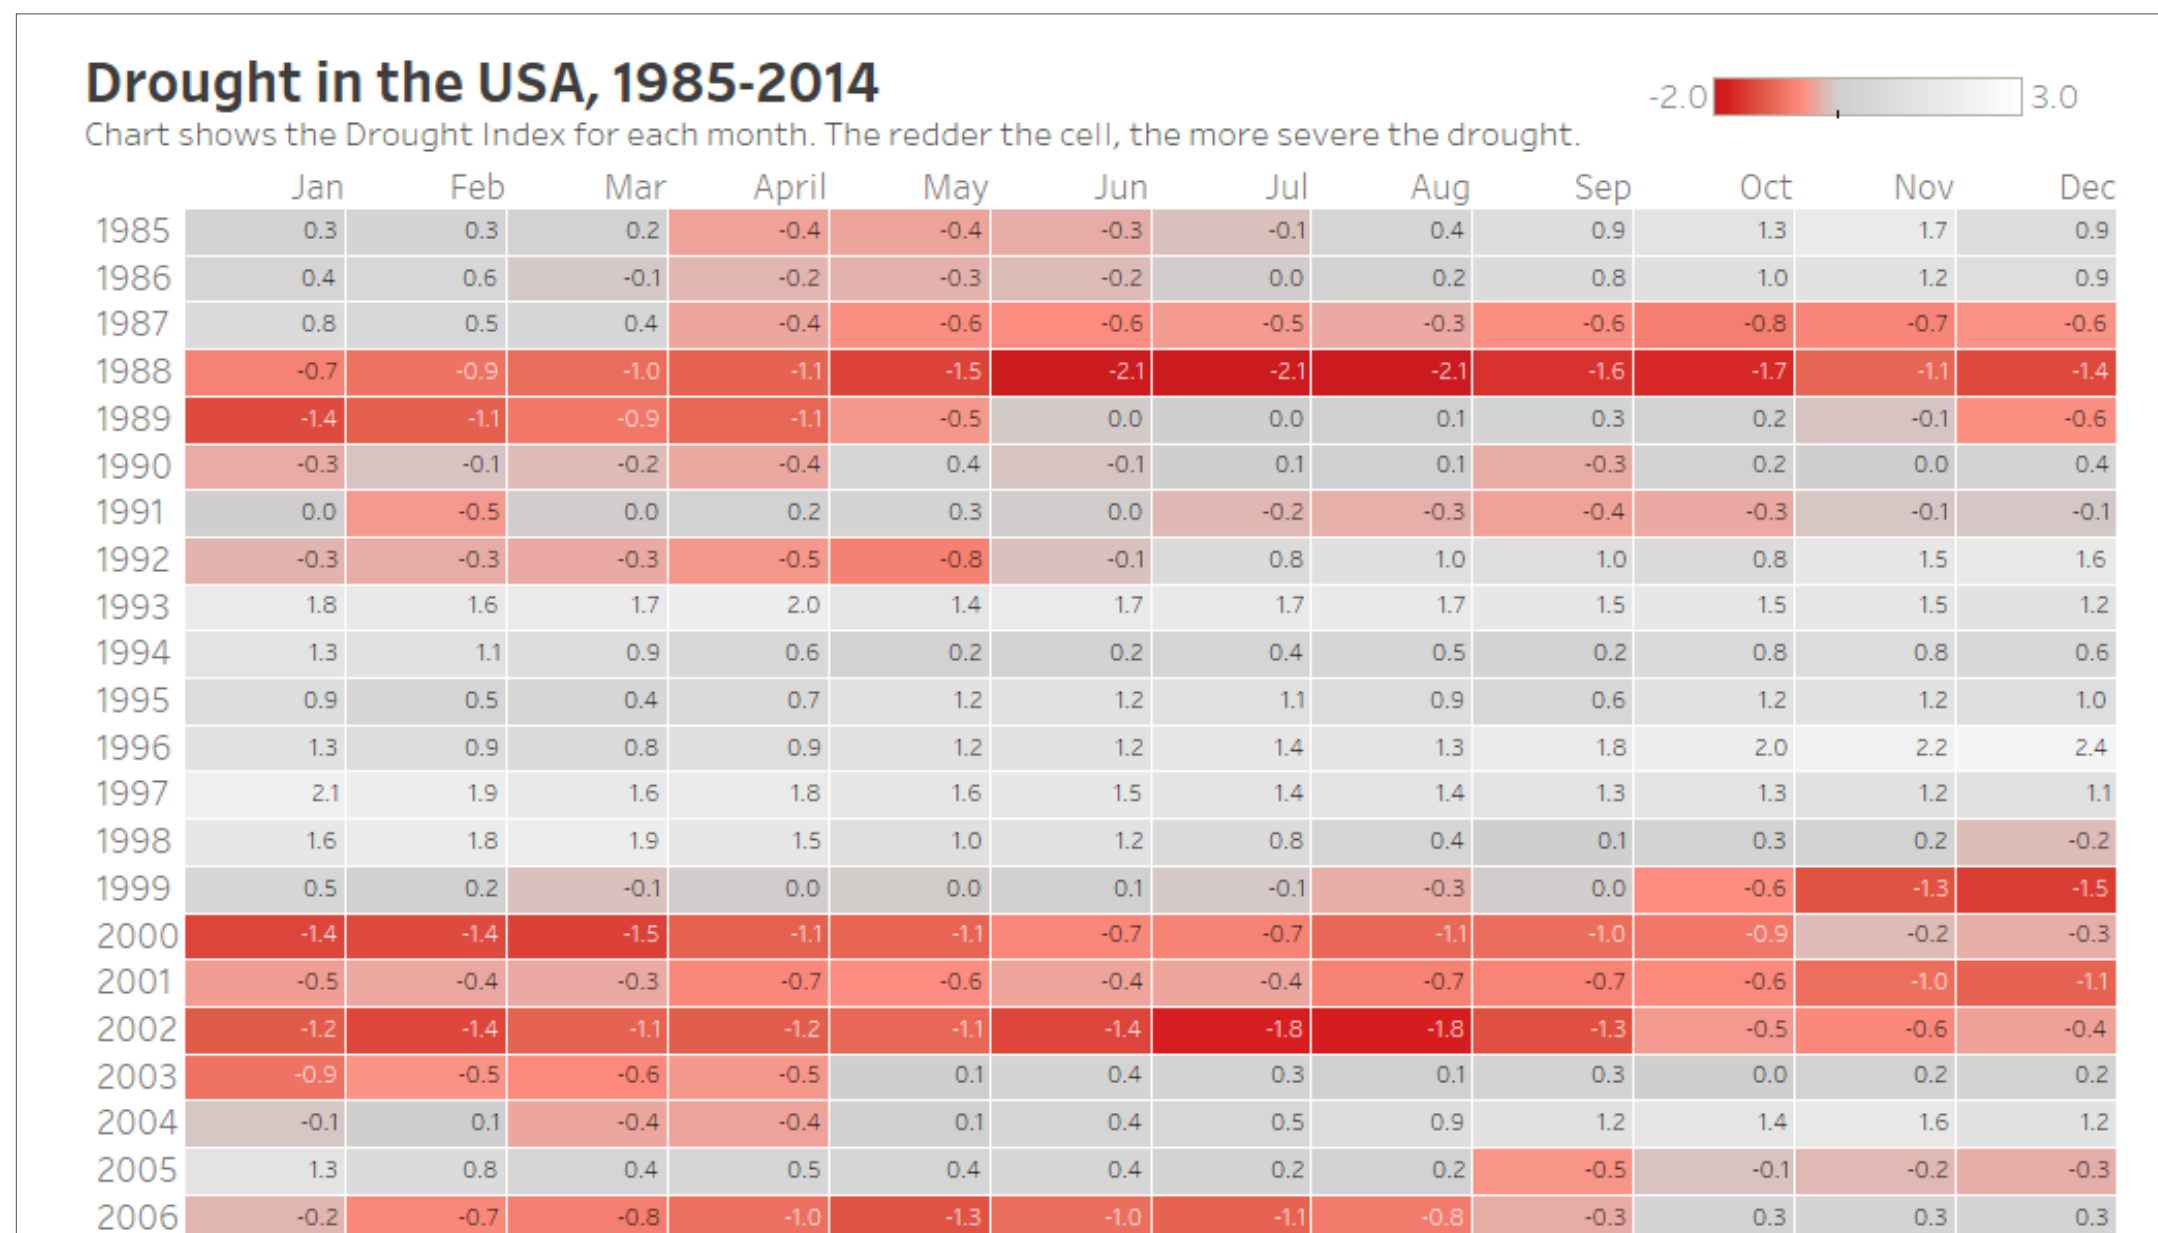 Drought in the USA, 1985-2014
-2.0 3.0
Chart shows the Drought Index for each month. The redder the cell, the more severe the drought.
Jan Feb Mar April May Jun Jul Aug Sep Oct Nov Dec
1985 0.3 0.3 0.2 -0.4 -0.4 -0.3 -0.1 0.4 0.9 1.3 1.7 0.9
1986 0.4 0.6 -0.1 -0.2 -0.3 -0.2 0.0 0.2 0.8 1.0 1.2 0.9
1987 0.8 0.5 0.4 -0.4 -0.6 -0.6 -0.5 -0.3 -0.6 -0.8 -0.7 -0.6
1988 -0.7 -0.9 -1.0 -1.1 -1.5 -2.1 -2.1 -2.1 -1.6 -1.7 -1.1 -1.4
1989 -1.4 -1.1 -0.9 -1.1 -0.5 0.0 0.0 0.1 0.3 0.2 -0.1 -0.6
1990 -0.3 -0.1 -0.2 -0.4 0.4 -0.1 0.1 0.1 -0.3 0.2 0.0 0.4
1991 0.0 -0.5 0.0 0.2 0.3 0.0 -0.2 -0.3 -0.4 -0.3 -0.1 -0.1
1992 -0.3 -0.3 -0.3 -0.5 -0.8 -0.1 0.8 1.0 1.0 0.8 1.5 1.6
1993 1.8 1.6 1.7 2.0 1.4 1.7 1.7 1.7 1.5 1.5 1.5 1.2
1994 1.3 1.1 0.9 0.6 0.2 0.2 0.4 0.5 0.2 0.8 0.8 0.6
1995 0.9 0.5 0.4 0.7 1.2 1.2 1.1 0.9 0.6 1.2 1.2 1.0
1996 1.3 0.9 0.8 0.9 1.2 1.2 1.4 1.3 1.8 2.0 2.2 2.4
1997 2.1 1.9 1.6 1.8 1.6 1.5 1.4 1.4 1.3 1.3 1.2 1.1
1998 1.6 1.8 1.9 1.5 1.0 1.2 0.8 0.4 0.1 0.3 0.2 -0.2
1999 0.5 0.2 -0.1 0.0 0.0 0.1 -0.1 -0.3 0.0 -0.6 -1.3 -1.5
2000 -1.4 -1.4 -1.5 -1.1 -1.1 -0.7 -0.7 -1.1 -1.0 -0.9 -0.2 -0.3
2001 -0.5 -0.4 -0.3 -0.7 -0.6 -0.4 -0.4 -0.7 -0.7 -0.6 -1.0 -1.1
2002 -1.2 -1.4 -1.1 -1.2 -1.1 -1.4 -1.8 -1.8 -1.3 -0.5 -0.6 -0.4
2003 -0.9 -0.5 -0.6 -0.5 0.1 0.4 0.3 0.1 0.3 0.0 0.2 0.2
2004 -0.1 0.1 -0.4 -0.4 0.1 0.4 0.5 0.9 1.2 1.4 1.6 1.2
2005 1.3 0.8 0.4 0.5 0.4 0.4 0.2 0.2 -0.5 -0.1 -0.2 -0.3
2006 -0.2 -0.7 -0.8 -1.0 -1.3 -1.0 -1.1 -0.8 -0.3 0.3 0.3 0.3